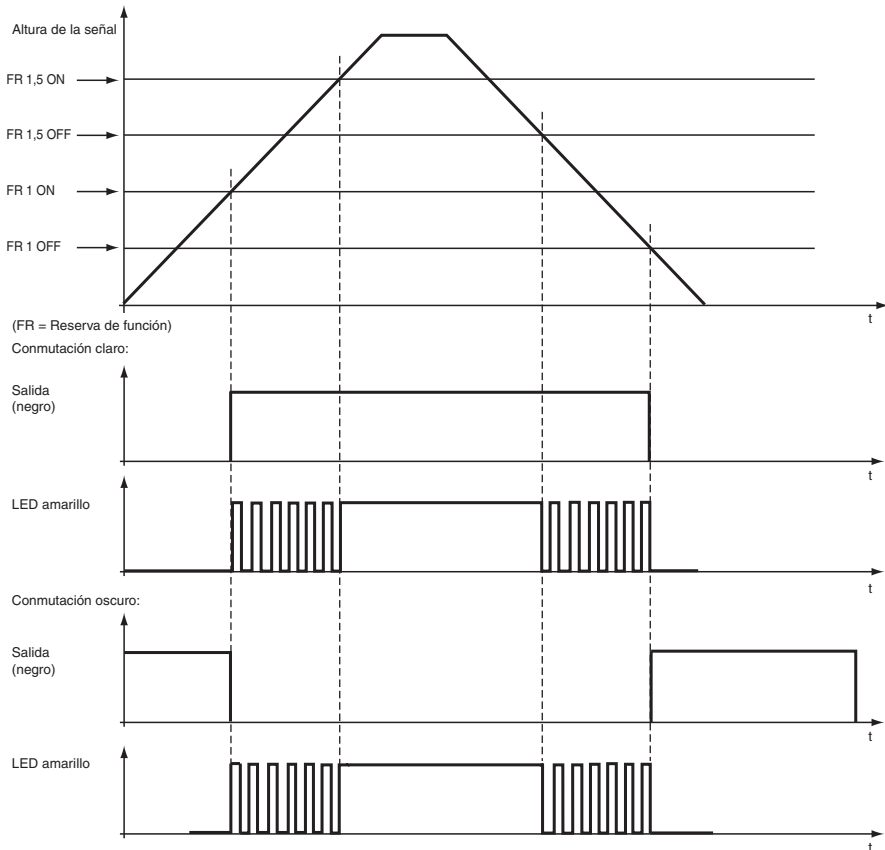 Altura de la señal
FR 1,5 ON
FR 1,5 OFF
FR 1 ON
FR 1 OFF
t
(FR = Reserva de función)
Conmutación claro:
Salida
(negro)
t
LED amarillo
t
Conmutación oscuro:
Salida
(negro)
t
LED amarillo
t